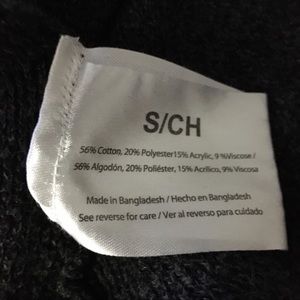 S/CH
56% Cotton, 20% Polyester15% Acrylic, 9 %Viscose /
56% Algodón, 20% Poliéster, 15% Acrílico, 9% Viscosa
Made in Bangladesh / Hecho en Bangladesh
See reverse for care / Ver al reverso para cuidado